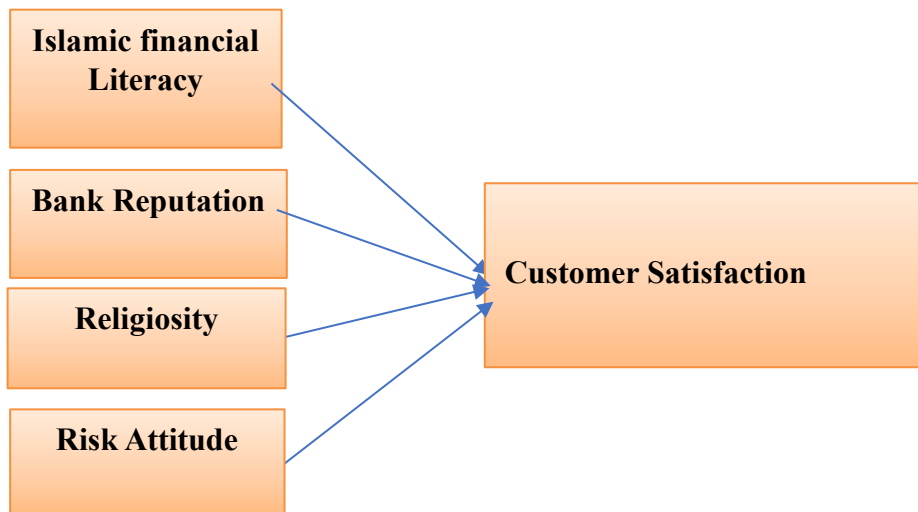 Islamic financial
Literacy
Bank Reputation
Customer Satisfaction
Religiosity
Risk Attitude